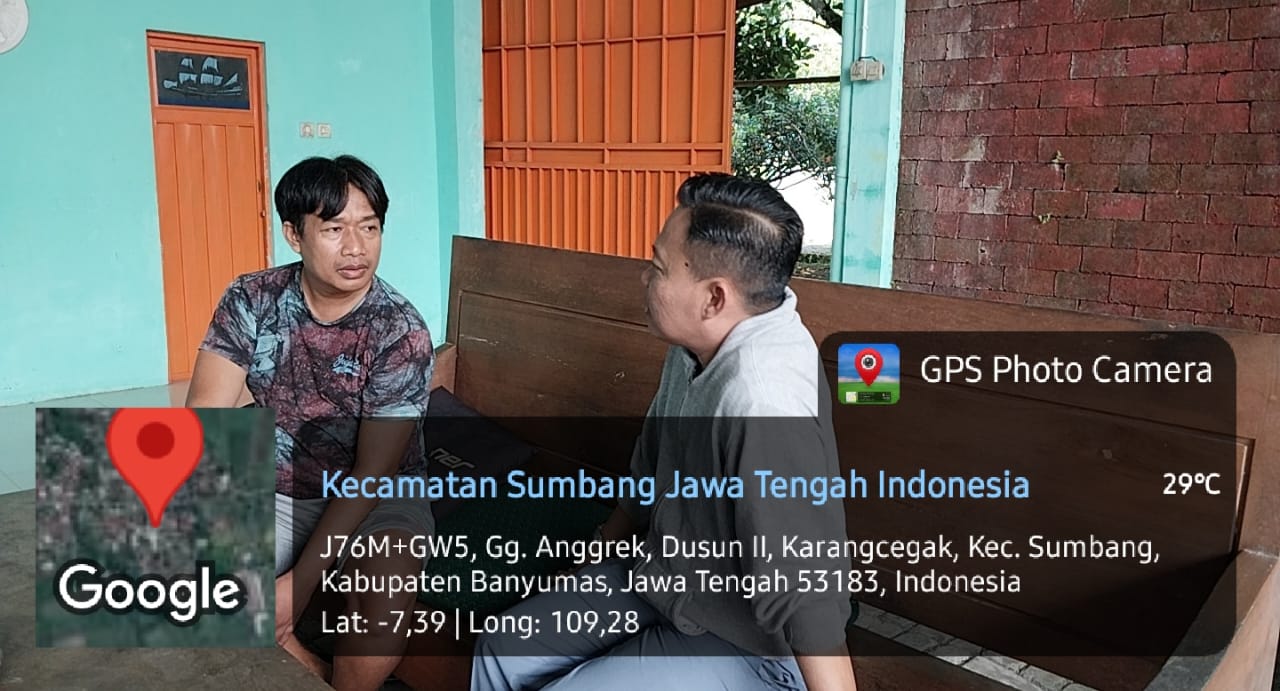 GPS Photo Camera
Kecamatan Sumbang Jawa Tengah Indonesia
29°C
J76M+GW5, Gg. Anggrek, Dusun II, Karangcegak, Kec. Sumbang,
Kabupaten Banyumas, Jawa Tengah 53183, Indonesia
Lat: -7,39 | Long: 109,28
Google